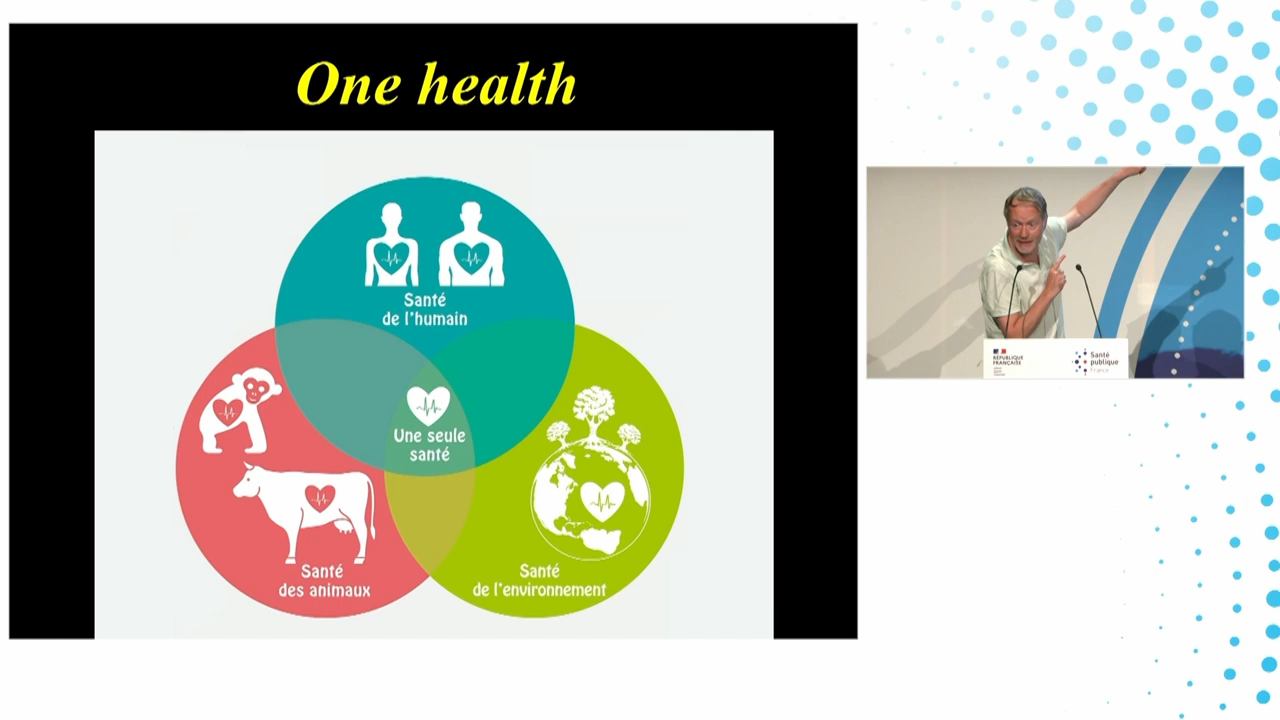 One health
Santé
de l'humain
Une seule
santé
Santé
des animaux
Santé
de l'environnement
RÉPUBLIQUE
FRANÇAISE
Santé
publique
France